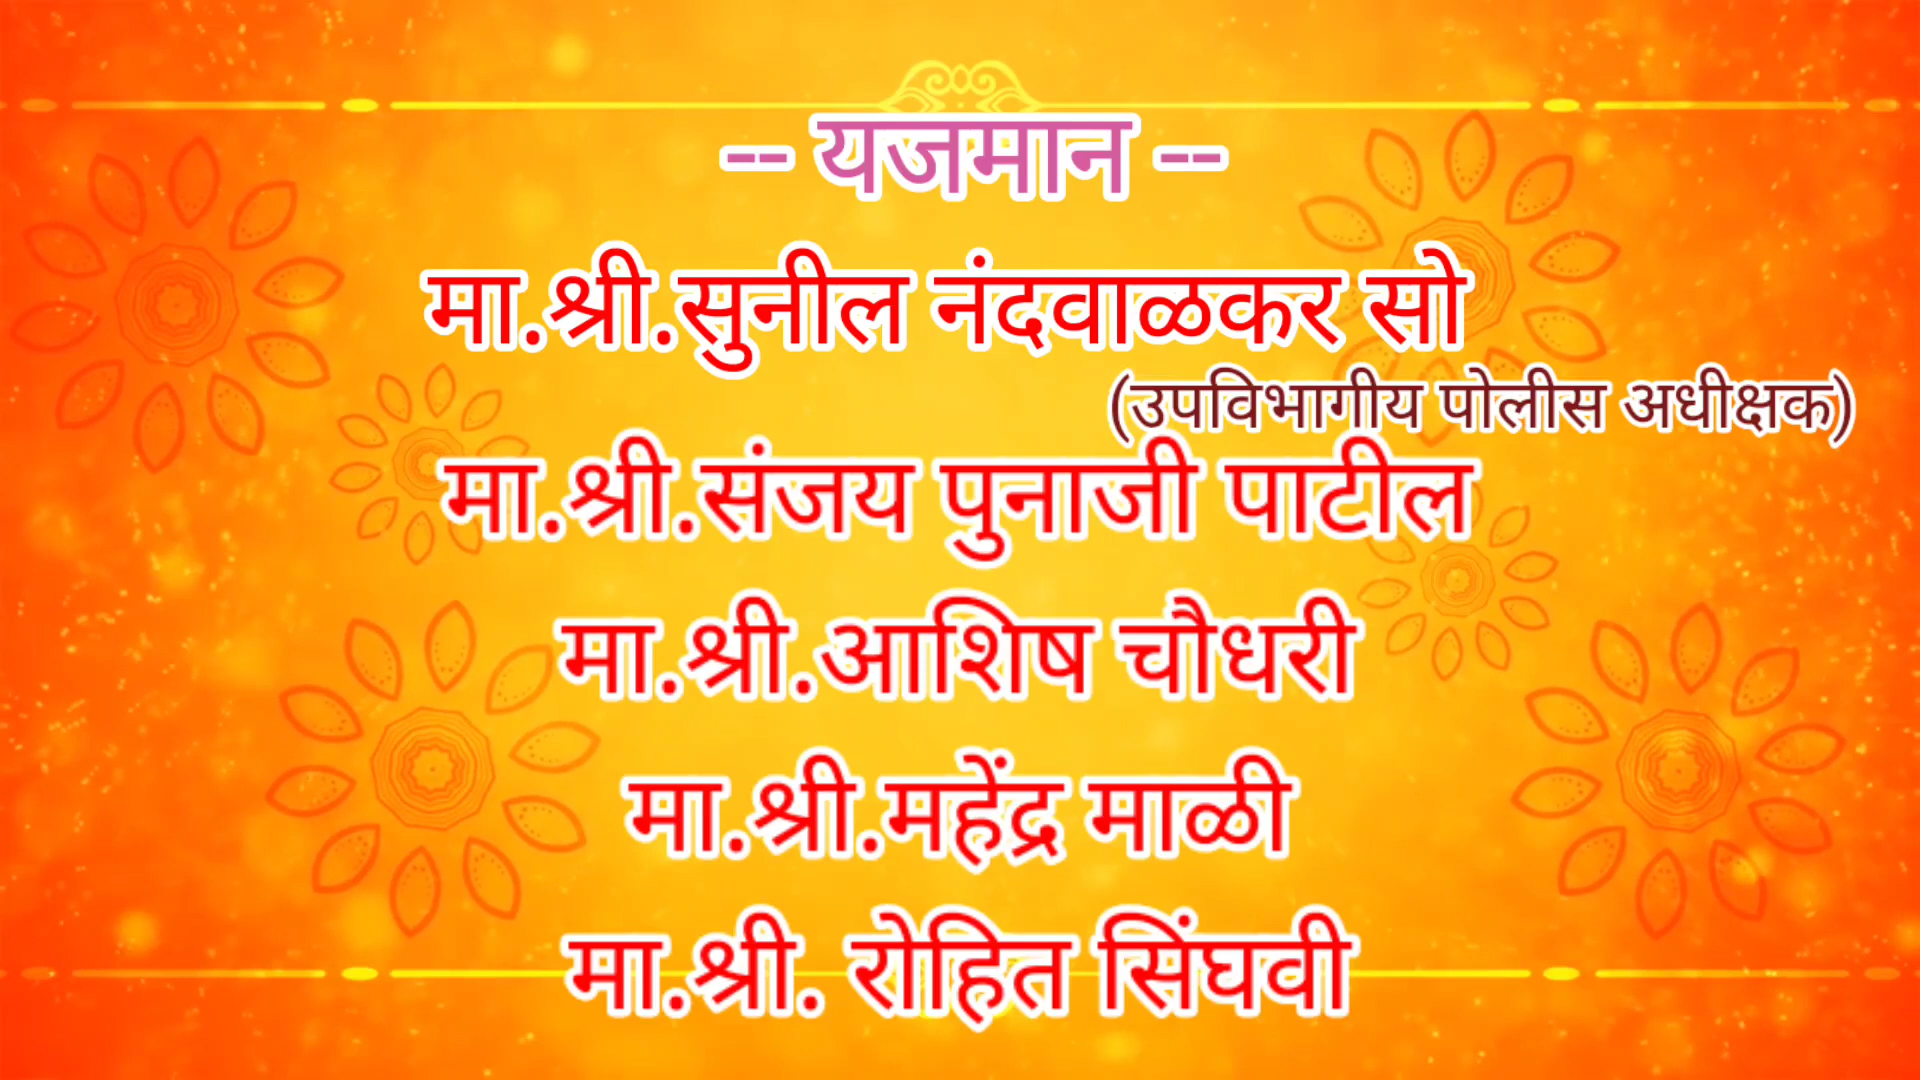 -- यजमान --
मा.श्री.सुनील नंदवाळकर सो
(उपविभागीय पोलीस अधीक्षक)
मा.श्री.संजय पुनाजी पाटील
मा.श्री.आशिष चौधरी
मा.श्री.महेंद्र माळी
मा.श्री. रोहित सिंघवी